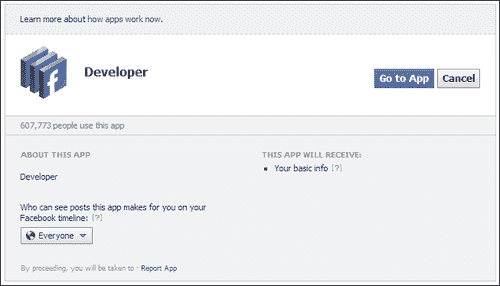 Learn more about how apps work now.
Developer
Go to App
Cancel
607,773 people use this app
ABOUT THIS APP
Developer
Who can see posts this app makes for you on your
Facebook timeline: [?]
Everyone
THIS APP WILL RECEIVE:
Your basic info [?]
By proceeding, you will be taken to · Report App